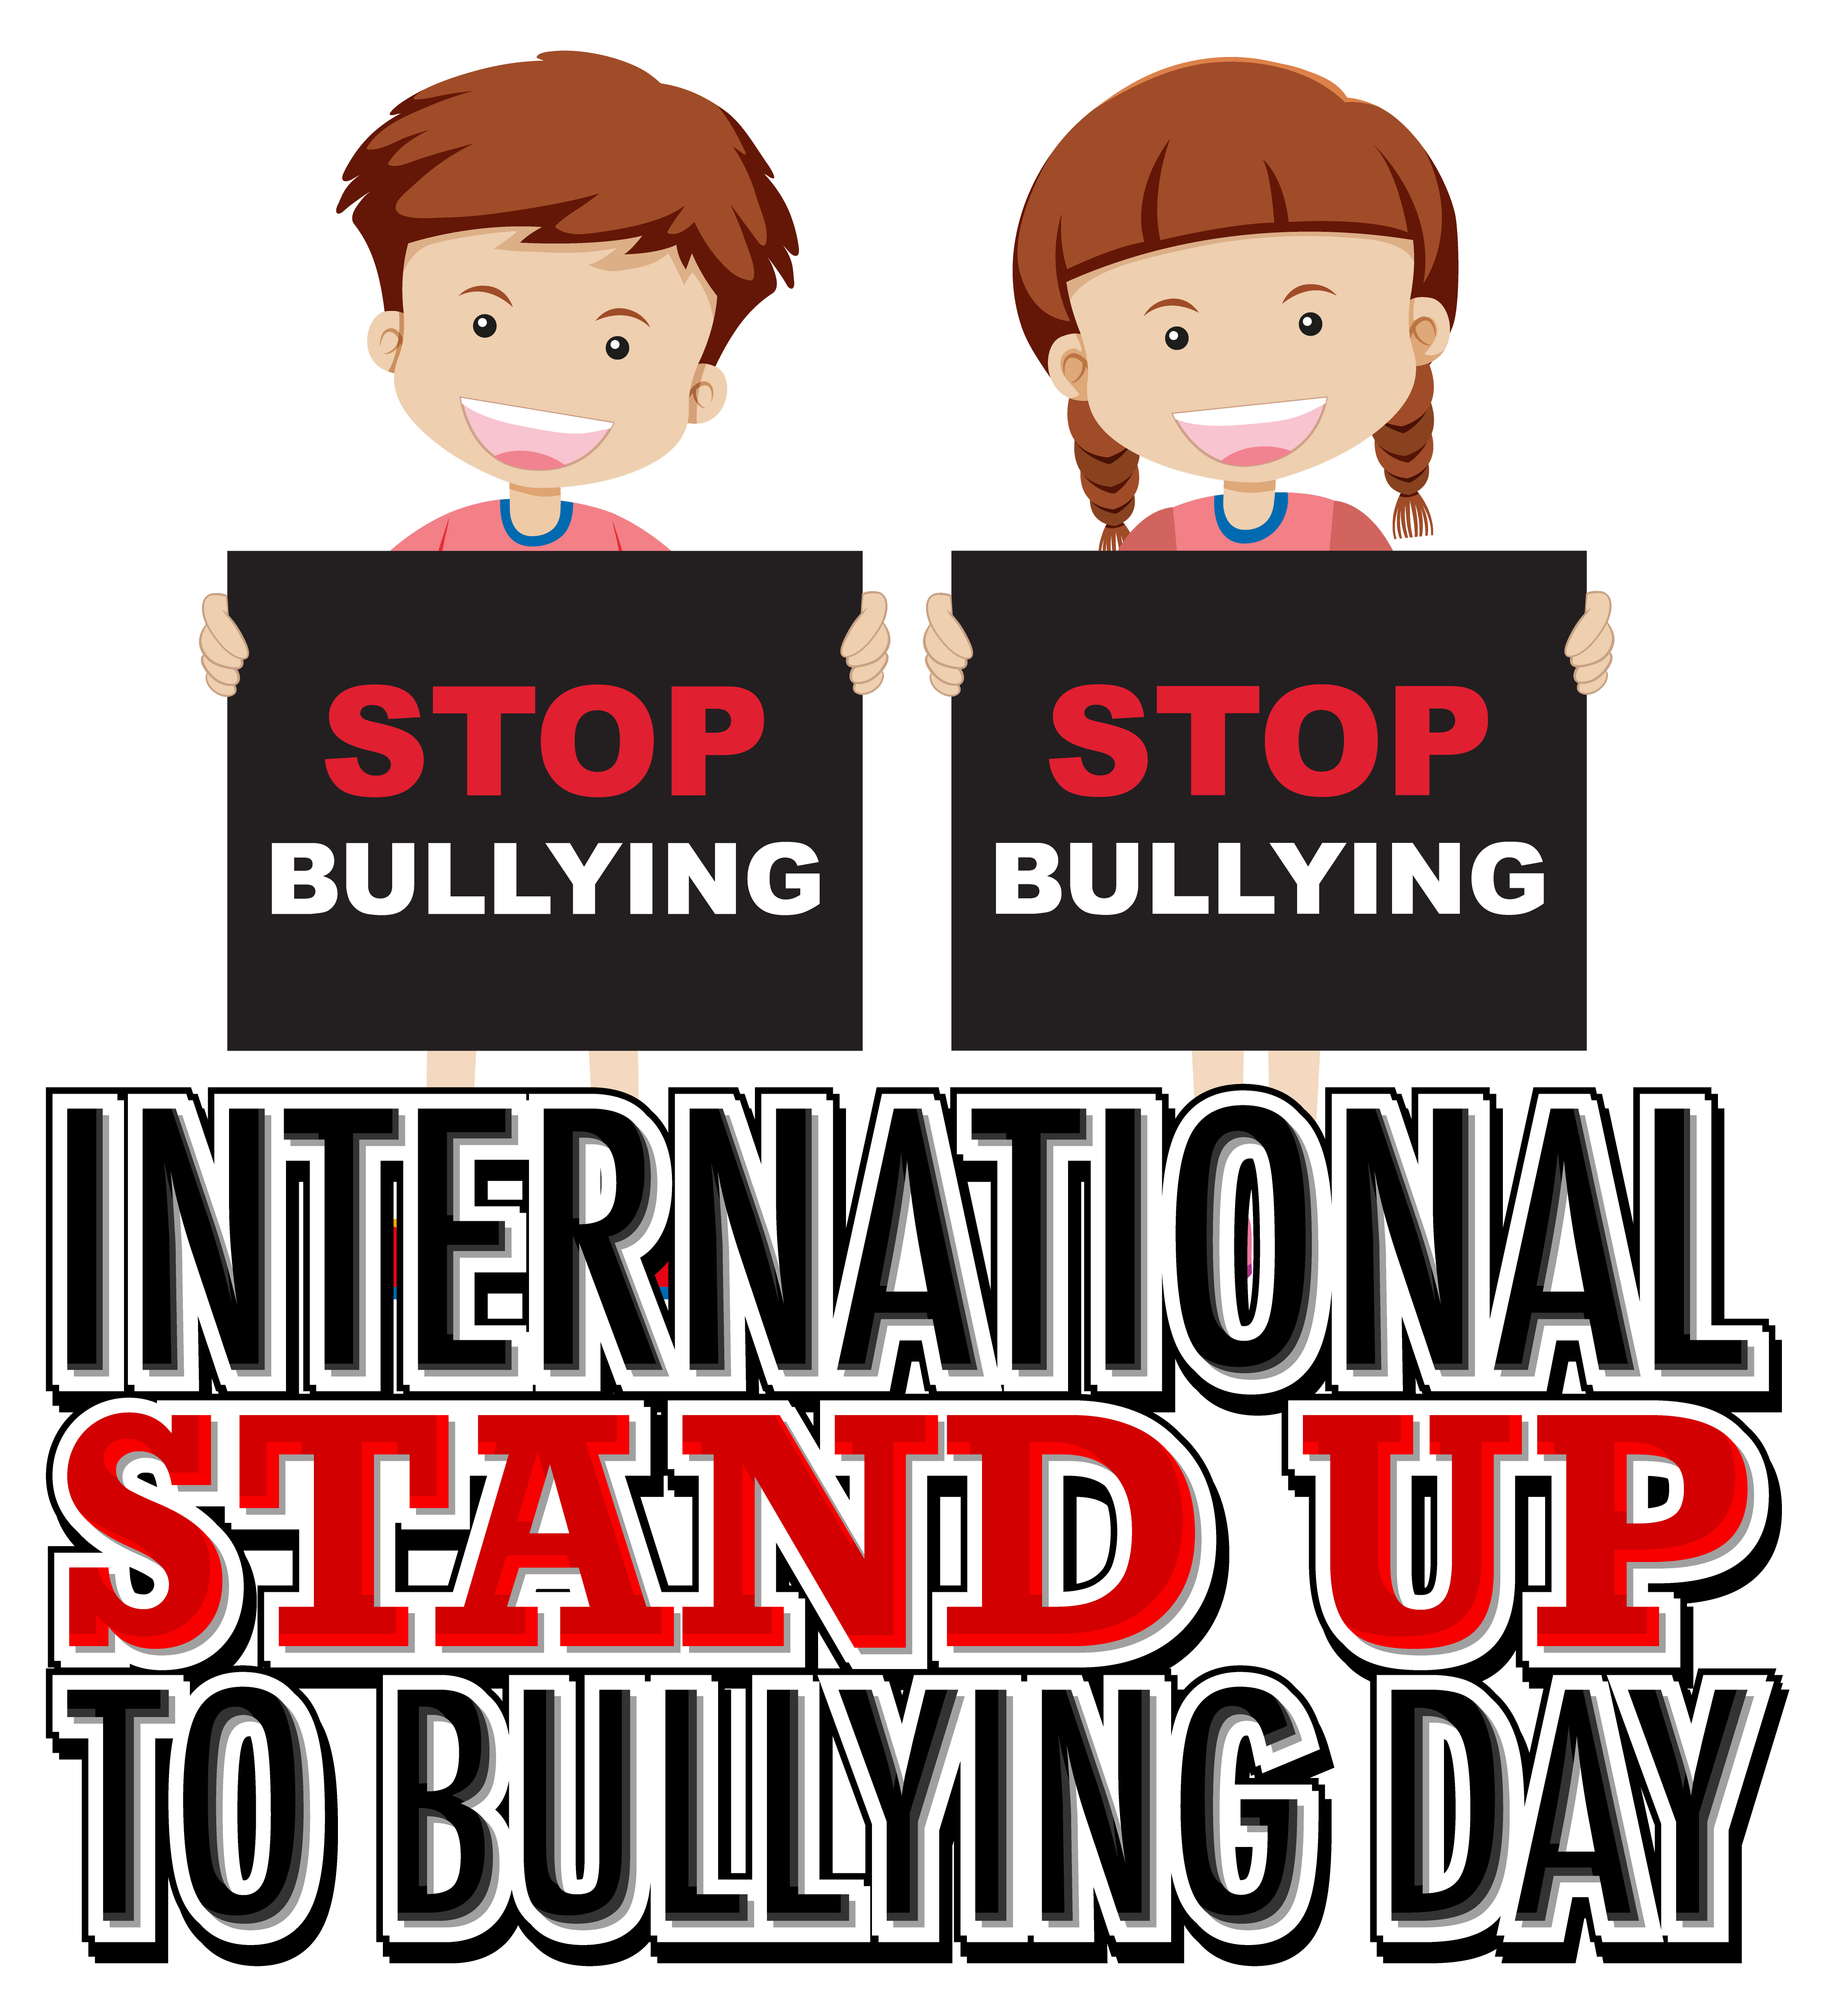 STOP
BULLYING
STOP
BULLYING
INTERNATIONAL
STAND UP
TO BULLYING DAY